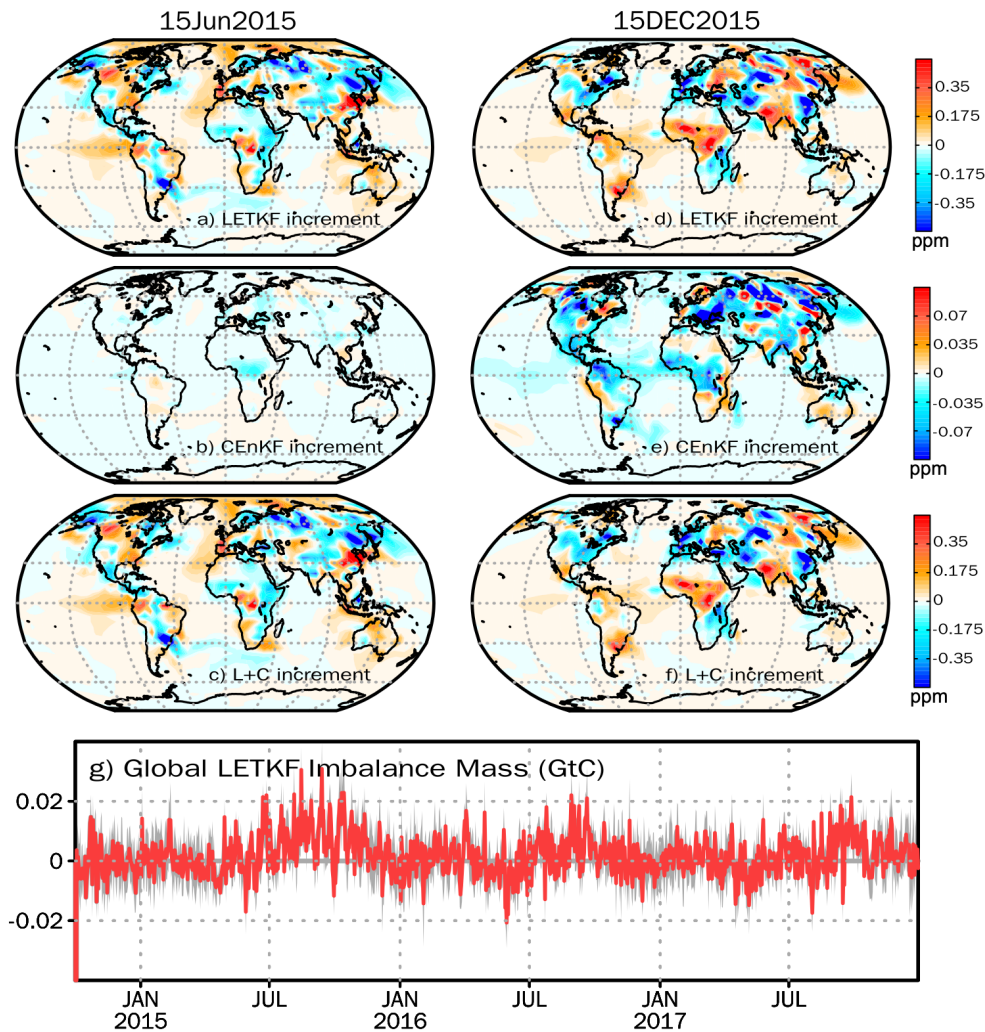 15Jun2015
15DEC2015
a) LETKF increment
d) LETKF increment
0.35
0.175
0
-0.175
-0.35
ppm
b) CEnKF increment
e) CEnKF increment
0.07
0.035
0
-0.035
-0.07
ppm
c) L+C increment
f) L+C increment
0.35
0.175
0
-0.175
-0.35
ppm
g) Global LETKF Imbalance Mass (GtC)
0.02
0
-0.02
JAN JUL JAN JUL JAN JUL
2015 2016 2017